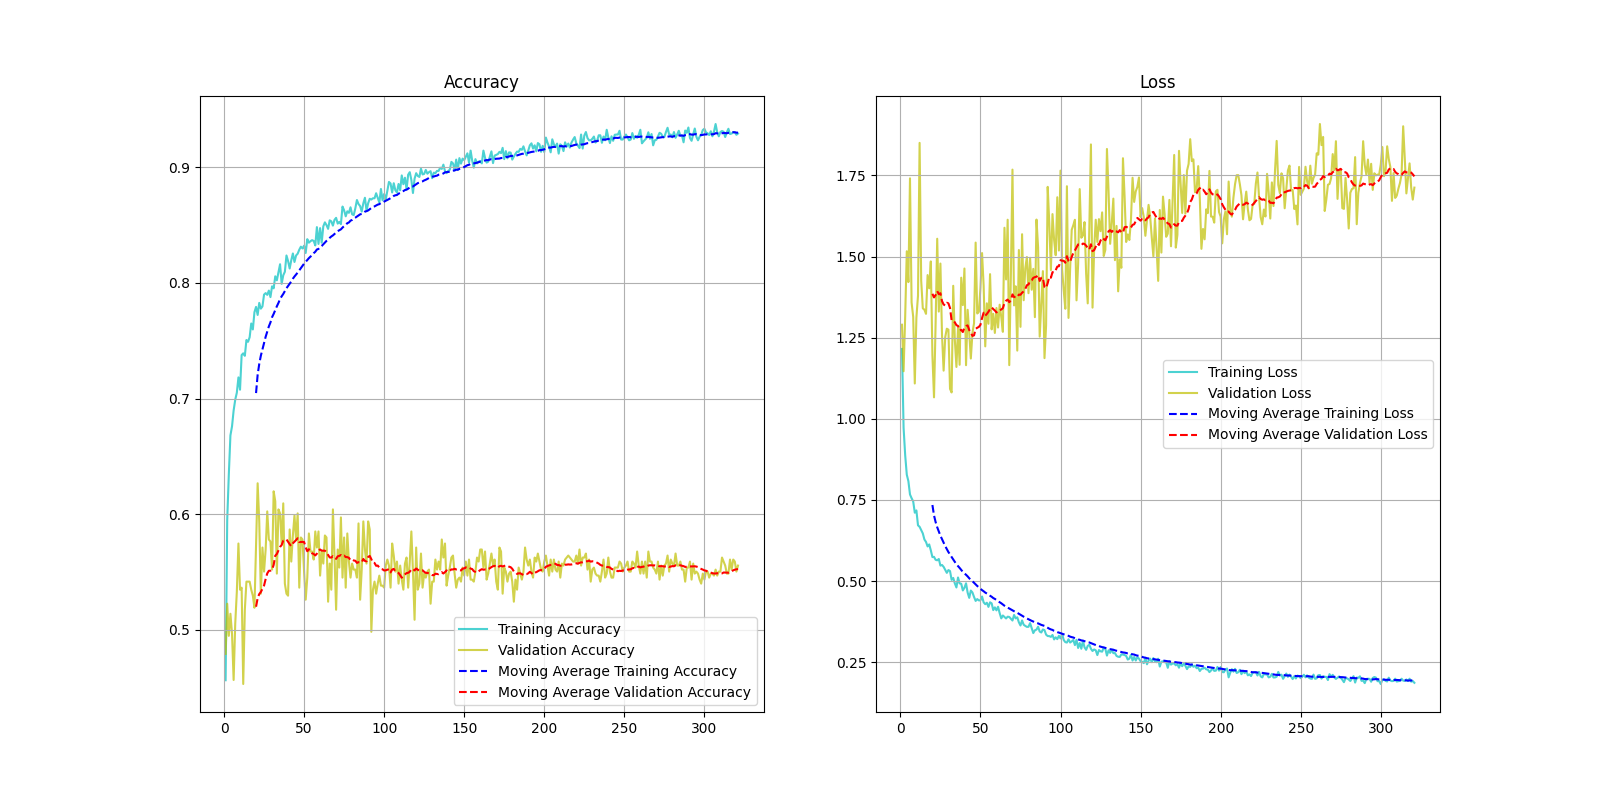 Accuracy
0.9
0.8
0.7
0.6
0.5
0 50 100 150 200 250 300
Training Accuracy
Validation Accuracy
Moving Average Training Accuracy
Moving Average Validation Accuracy
Loss
1.75
1.50
1.25
1.00
0.75
0.50
0.25
0 50 100 150 200 250 300
Training Loss
Validation Loss
Moving Average Training Loss
Moving Average Validation Loss